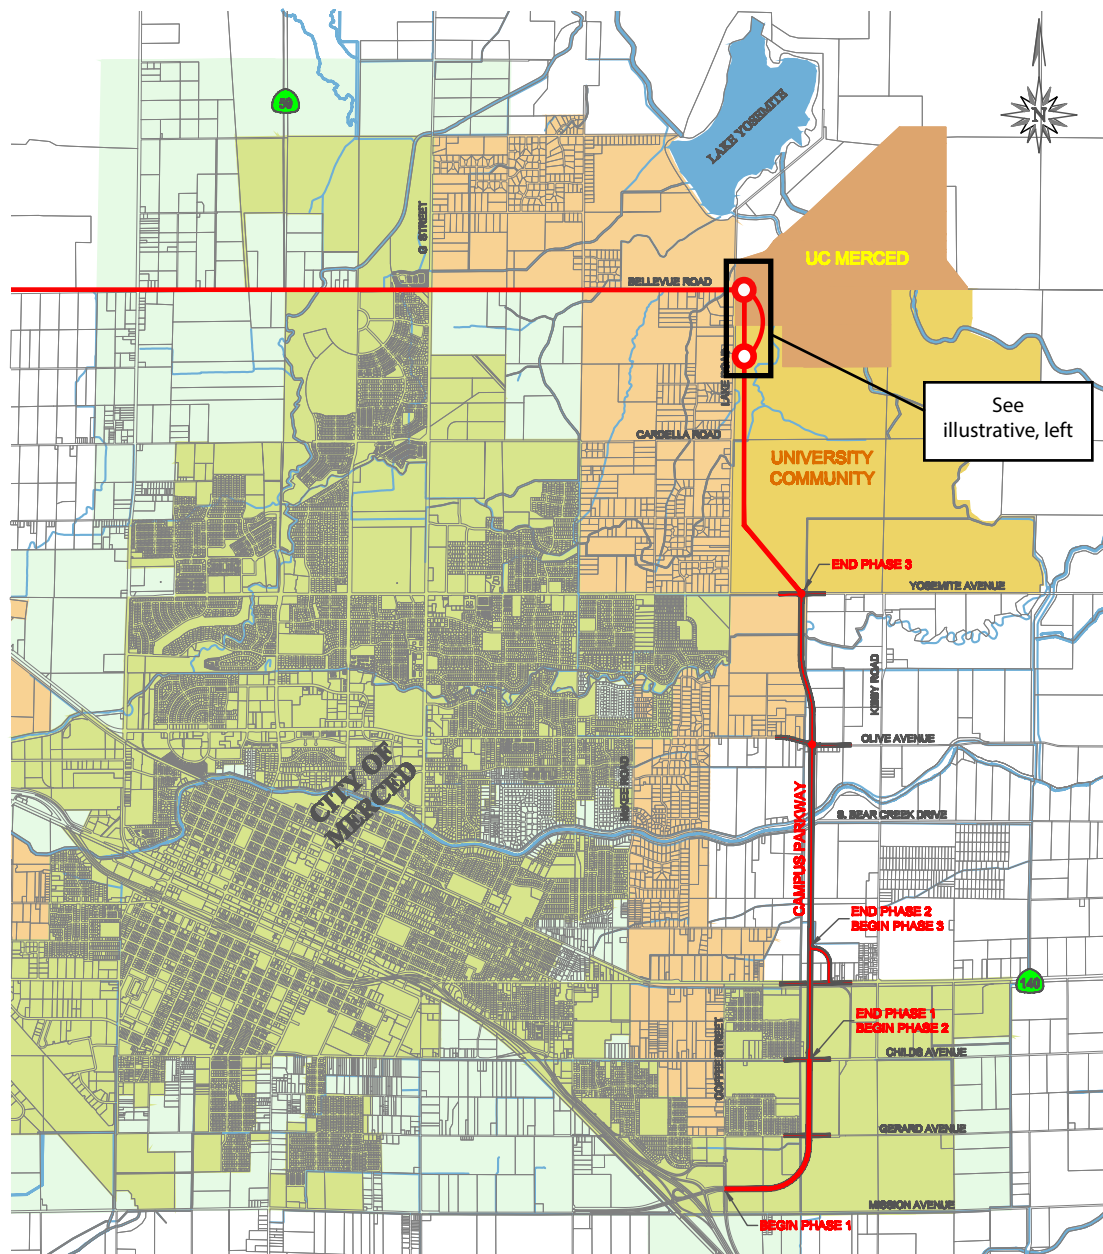 59
LAKE YOSEMITE
N
G STREET
UC MERCED
BELLEVUE ROAD
LAKE ROAD
See
illustrative, left
CARDELLA ROAD
UNIVERSITY
COMMUNITY
END PHASE 3
YOSEMITE AVENUE
KIBBY ROAD
OLIVE AVENUE
CITY OF
MERCED
MCKEE ROAD
CAMPUS PARKWAY
S. BEAR CREEK DRIVE
END PHASE 2
BEGIN PHASE 3
140
END PHASE 1
BEGIN PHASE 2
COFFEE STREET
CHILDS AVENUE
GERARD AVENUE
MISSION AVENUE
BEGIN PHASE 1